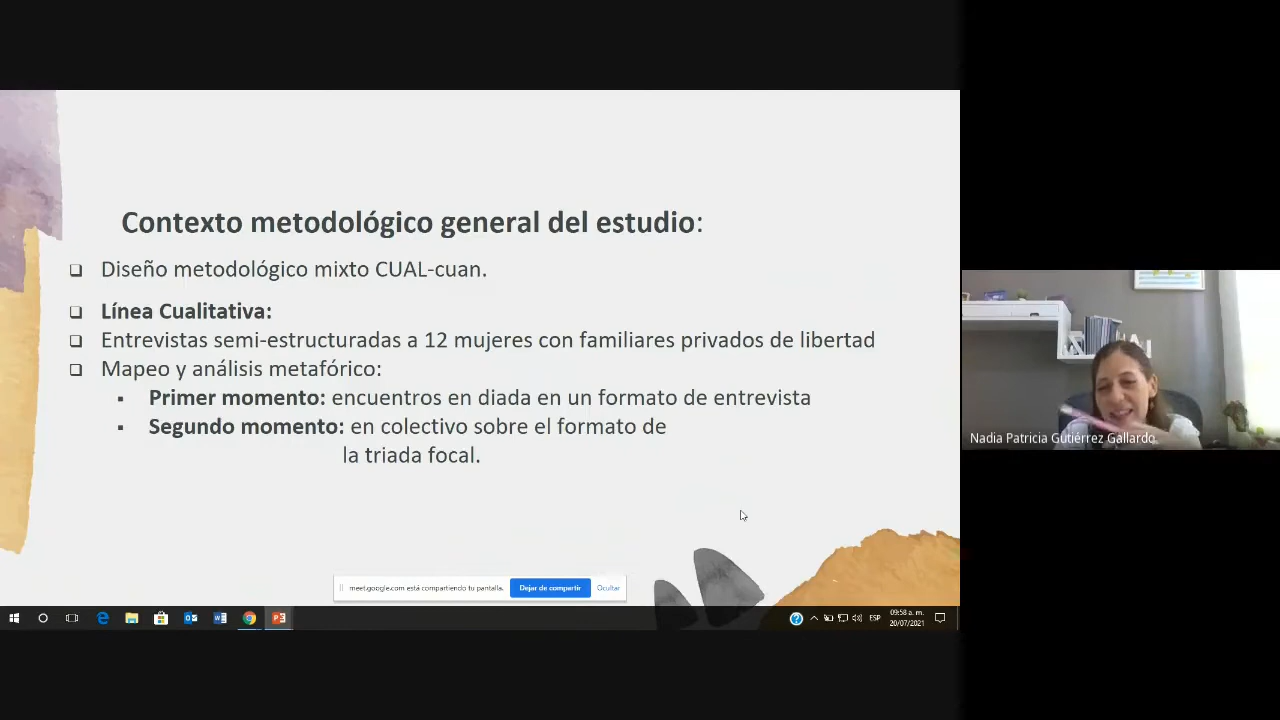 Contexto metodológico general del estudio:
Diseño metodológico mixto CUAL-cuan.
Línea Cualitativa:
Entrevistas semi-estructuradas a 12 mujeres con familiares privados de libertad
Mapeo y análisis metafórico:
Primer momento: encuentros en diada en un formato de entrevista
Segundo momento: en colectivo sobre el formato de
la triada focal.
Nadia Patricia Gutiérrez Gallardo
meet.google.com está compartiendo tu pantalla.
Dejar de compartir
Ocultar
ESP
09:58 a. m.
20/07/2021